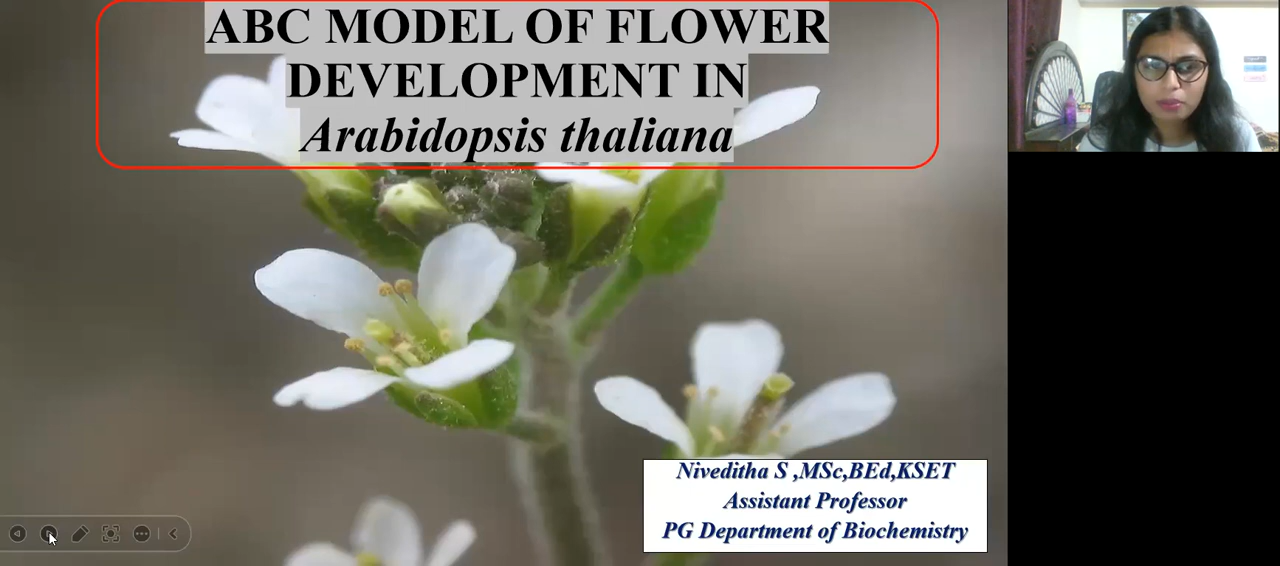 ABC MODEL OF FLOWER
DEVELOPMENT IN
Arabidopsis thaliana
Niveditha S ,MSc,BEd,KSET
Assistant Professor
PG Department of Biochemistry